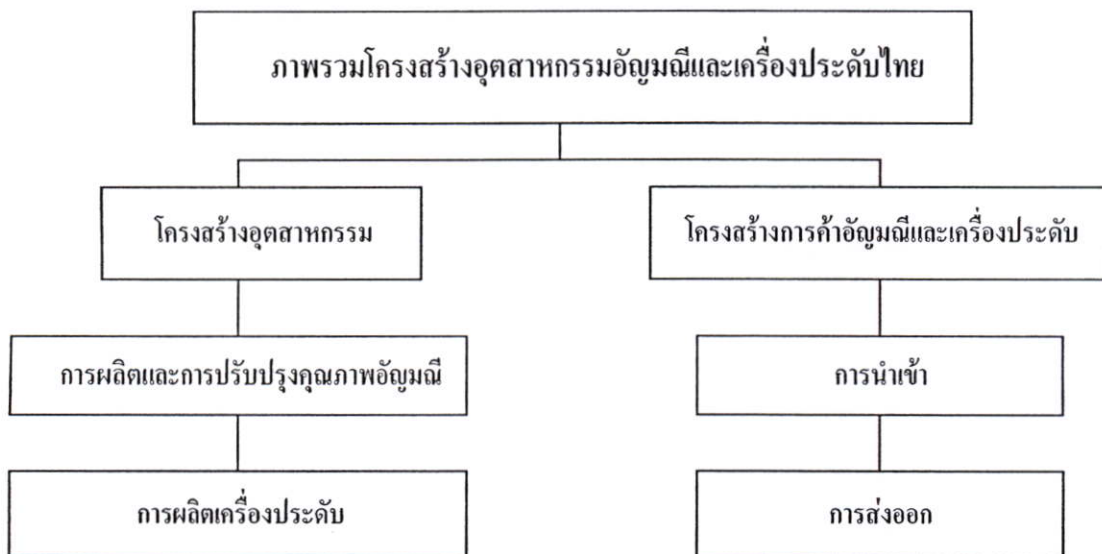 ภาพรวมโครงสร้างอุตสาหกรรมอัญมณีและเครื่องประดับไทย
โครงสร้างอุตสาหกรรม
โครงสร้างการค้าอัญมณีและเครื่องประดับ
การผลิตและการปรับปรุงคุณภาพอัญมณี
การนำเข้า
การผลิตเครื่องประดับ
การส่งออก